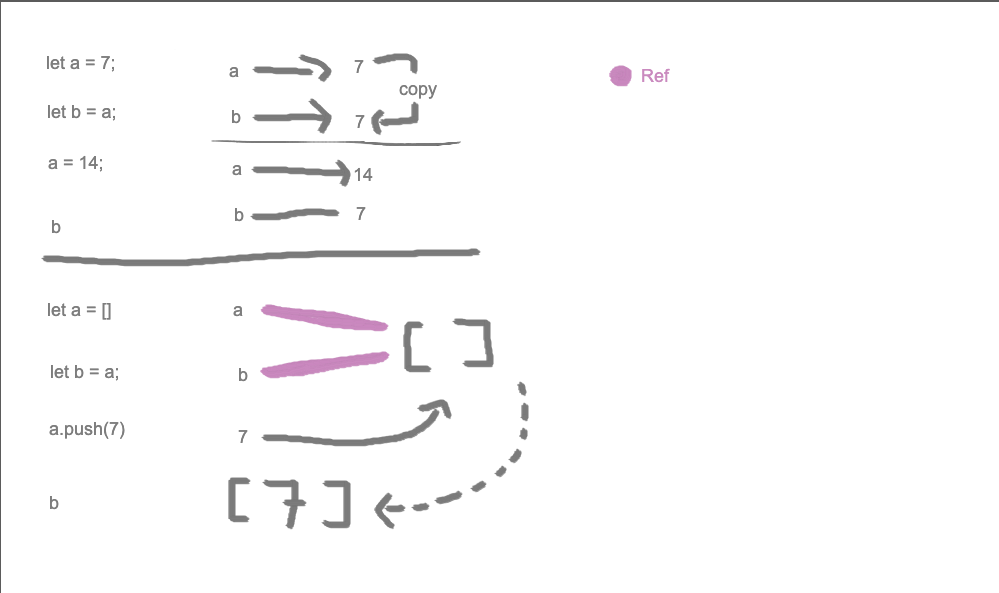 let a = 7;
a 7
Ref
copy
let b = a;
b 7
a = 14;
a 14
b 7
b
let a = []
a
[ ]
let b = a;
b
a.push(7)
7
b
[7]